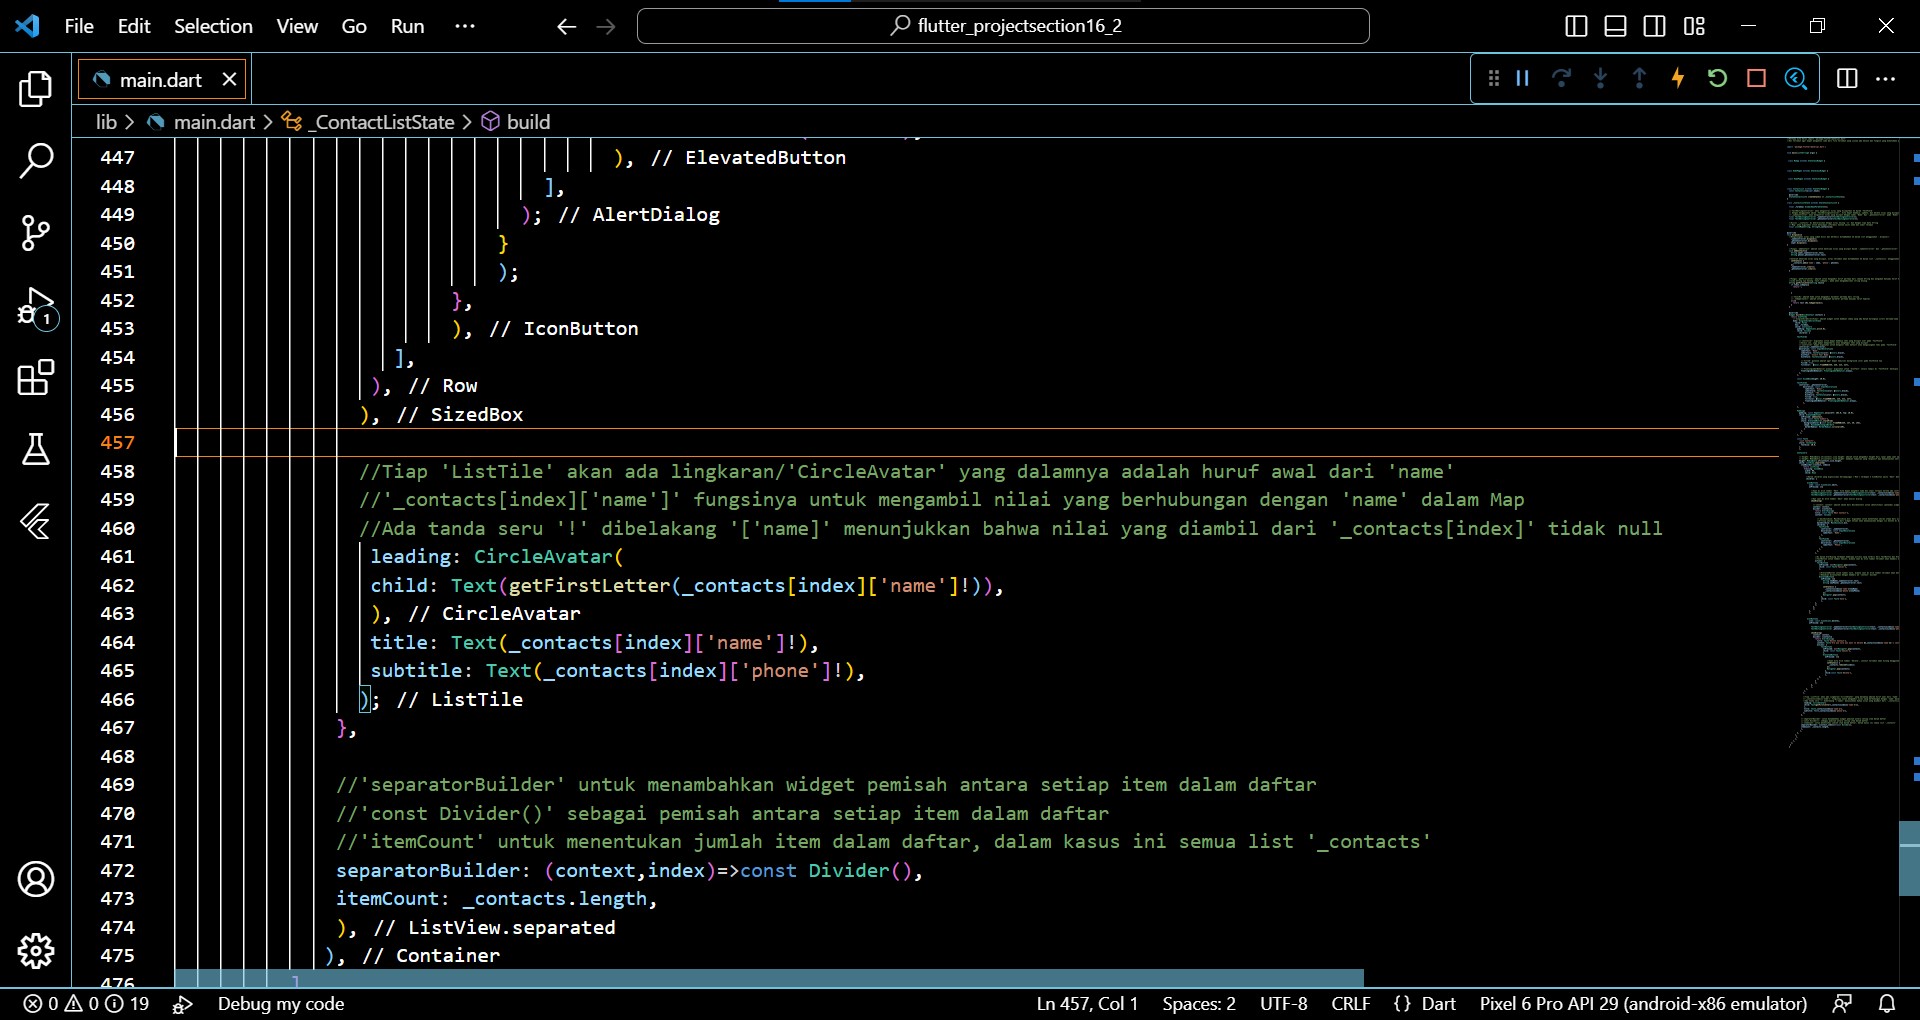 File Edit Selection View Go Run ··· flutter_projectsection16_2
main.dart
lib > main.dart > _ContactListState > build
447 ), // ElevatedButton
448 ],
449 ); // AlertDialog
450 }
451 );
452 },
453 ), // IconButton
454 ],
455 ), // Row
456 ), // SizedBox
457
458 //Tiap 'ListTile' akan ada lingkaran/'CircleAvatar' yang dalamnya adalah huruf awal dari 'name'
459 //'_contacts[index]['name']' fungsinya untuk mengambil nilai yang berhubungan dengan 'name' dalam Map
460 //Ada tanda seru '!' dibelakang '['name]' menunjukkan bahwa nilai yang diambil dari '_contacts[index]' tidak null
461 leading: CircleAvatar(
462 child: Text(getFirstLetter(_contacts[index]['name']!)),
463 ), // CircleAvatar
464 title: Text(_contacts[index]['name']!),
465 subtitle: Text(_contacts[index]['phone']!),
466 ); // ListTile
467 },
468
469 //'separatorBuilder' untuk menambahkan widget pemisah antara setiap item dalam daftar
470 //'const Divider()' sebagai pemisah antara setiap item dalam daftar
471 //'itemCount' untuk menentukan jumlah item dalam daftar, dalam kasus ini semua list '_contacts'
472 separatorBuilder: (context,index)=>const Divider(),
473 itemCount: _contacts.length,
474 ), // ListView.separated
475 ), // Container
476 ]
1
0 0 19 Debug my code Ln 457, Col 1 Spaces: 2 UTF-8 CRLF {} Dart Pixel 6 Pro API 29 (android-x86 emulator)